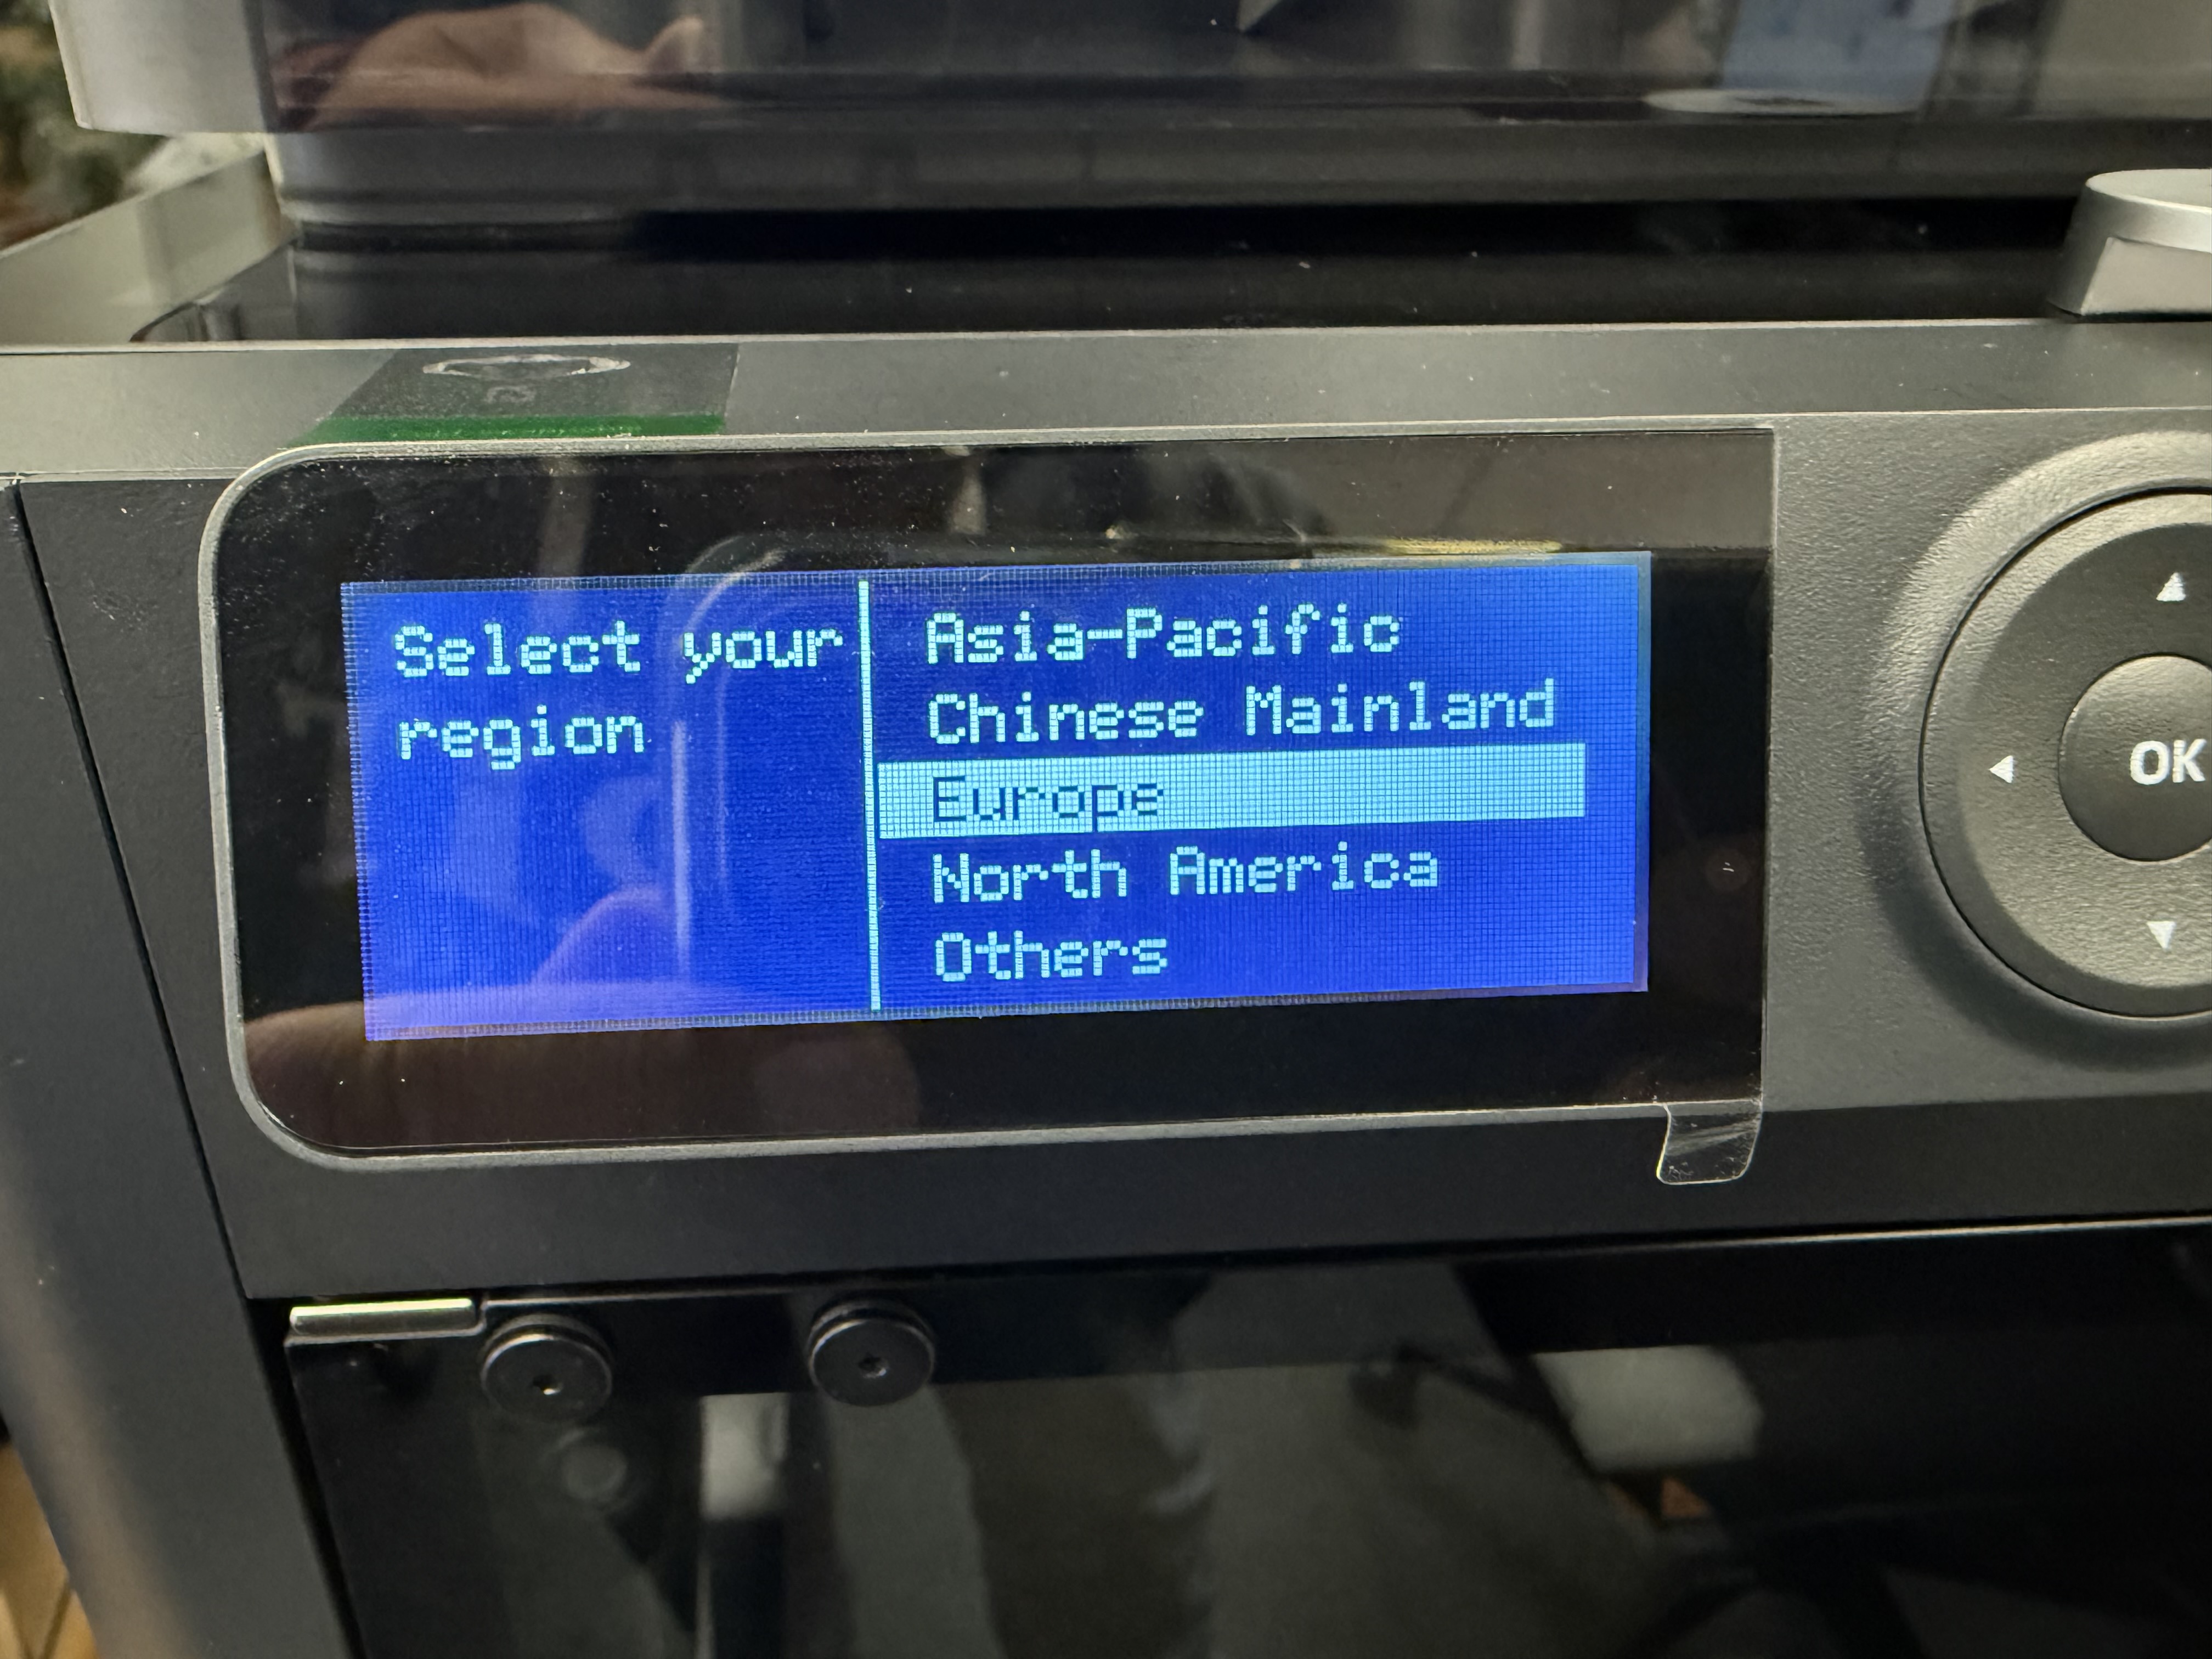 Select your
region
Asia-Pacific
Chinese Mainland
Europe
North America
Others
OK